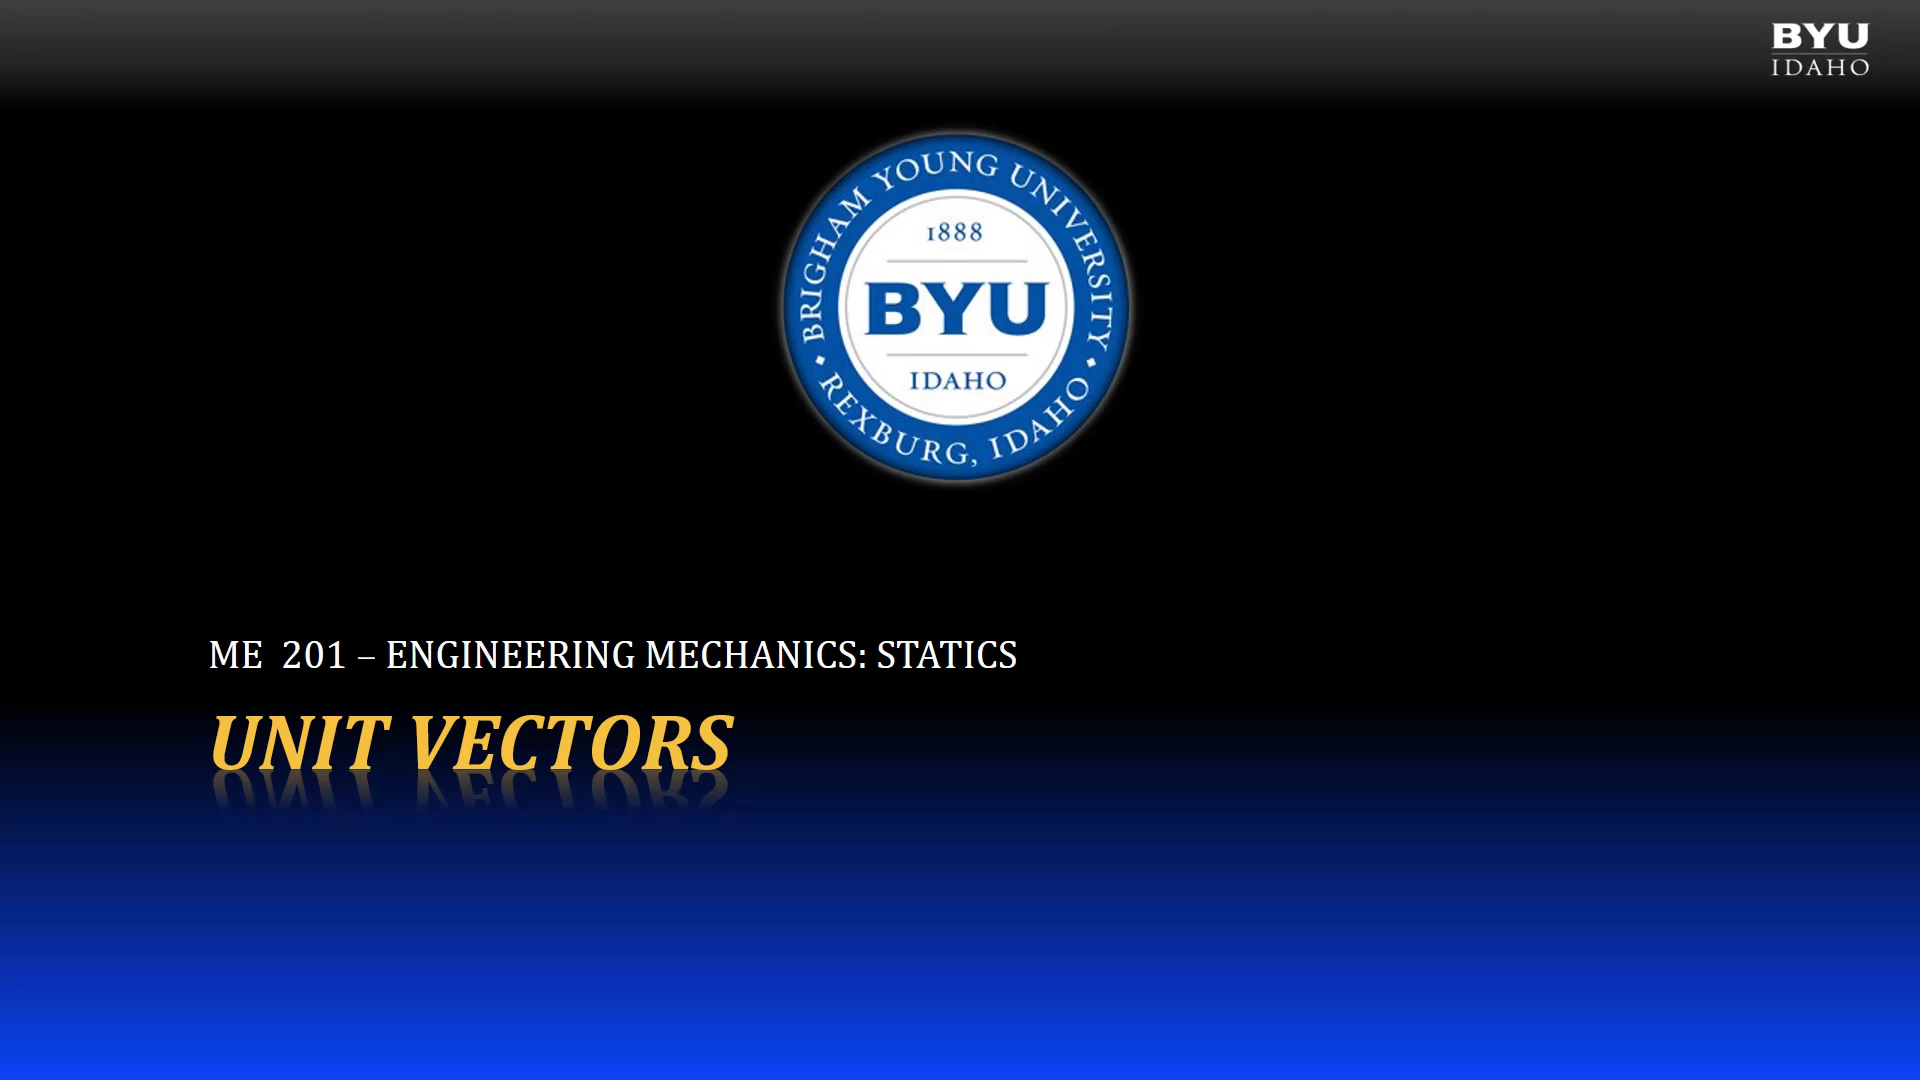 BYU
IDAHO
BRIGHAM YOUNG UNIVERSITY
1888
BYU
IDAHO
• REXBURG, IDAHO •
ME 201 – ENGINEERING MECHANICS: STATICS
UNIT VECTORS